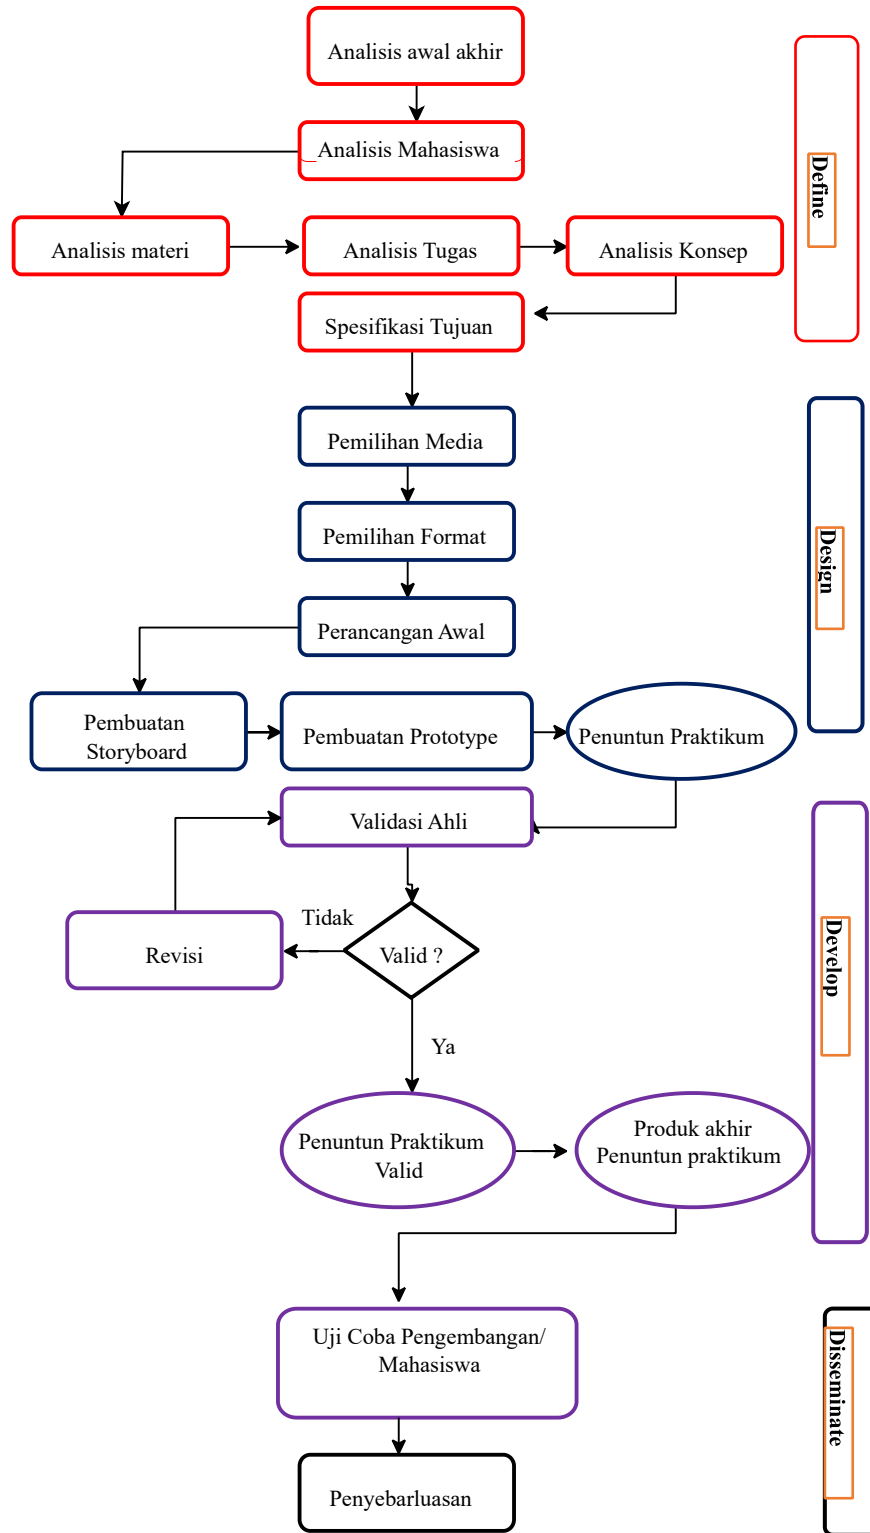 Analisis awal akhir
Analisis Mahasiswa
Define
Analisis materi
Analisis Tugas
Analisis Konsep
Spesifikasi Tujuan
Pemilihan Media
Pemilihan Format
Design
Perancangan Awal
Pembuatan
Storyboard
Pembuatan Prototype
Penuntun Praktikum
Validasi Ahli
Tidak
Revisi
Valid ?
Develop
Ya
Penuntun Praktikum
Valid
Produk akhir
Penuntun praktikum
Uji Coba Pengembangan/
Mahasiswa
Disseminate
Penyebarluasan